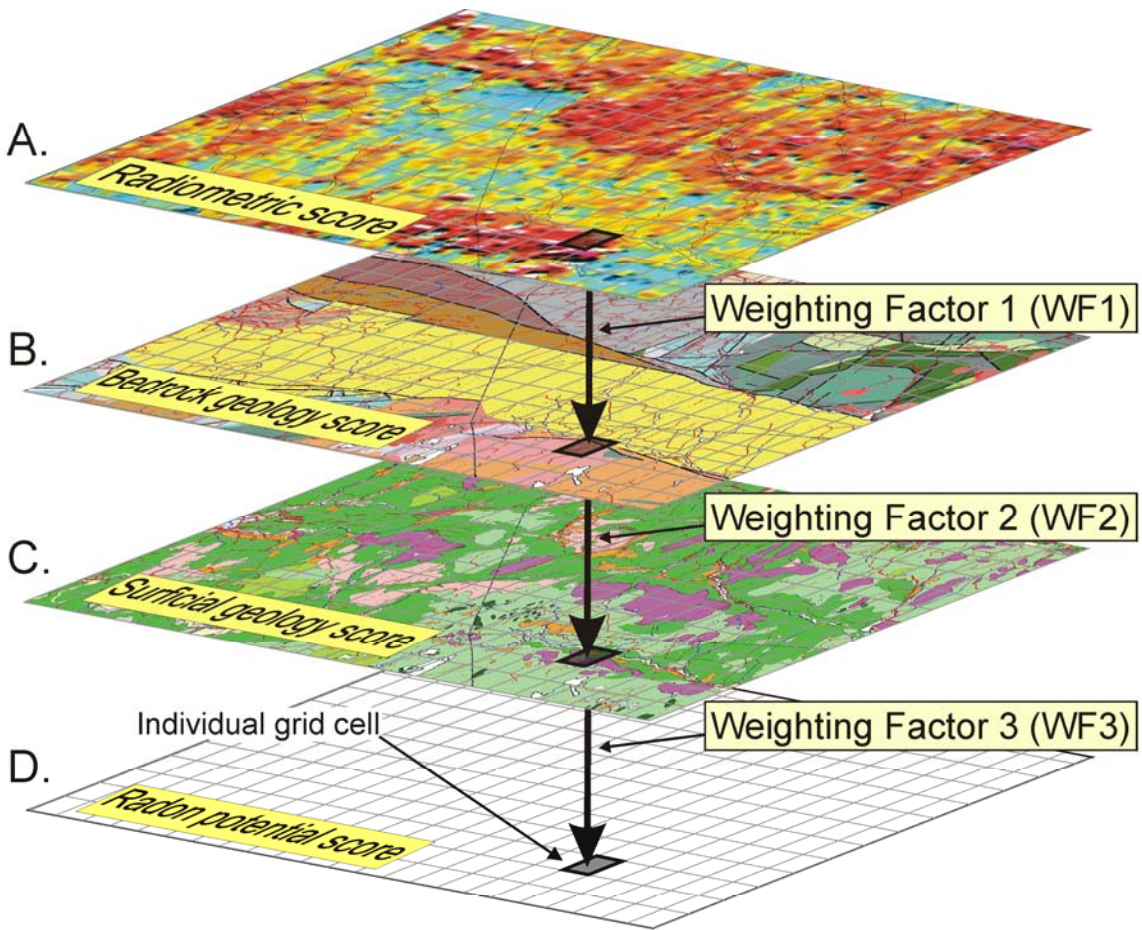 A.
Radiometric score
Weighting Factor 1 (WF1)
B.
Bedrock geology score
Weighting Factor 2 (WF2)
C.
Surficial geology score
Individual grid cell
Weighting Factor 3 (WF3)
D.
Radon potential score